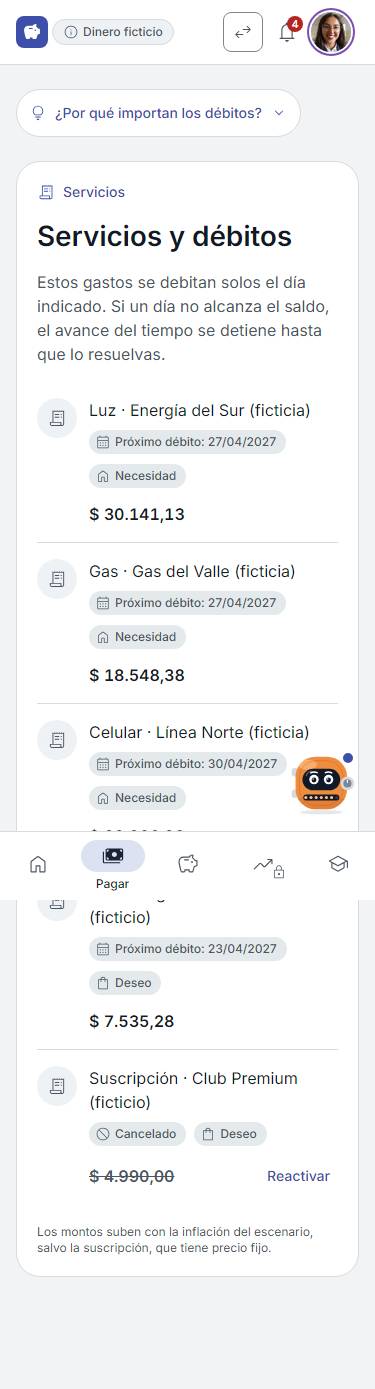 Dinero ficticio
4
¿Por qué importan los débitos?
Servicios
Servicios y débitos
Estos gastos se debitan solos el día
indicado. Si un día no alcanza el saldo,
el avance del tiempo se detiene hasta
que lo resuelvas.
Luz · Energía del Sur (ficticia)
Próximo débito: 27/04/2027
Necesidad
$ 30.141,13
Gas · Gas del Valle (ficticia)
Próximo débito: 27/04/2027
Necesidad
$ 18.548,38
Celular · Línea Norte (ficticia)
Próximo débito: 30/04/2027
Necesidad
Pagar
(ficticio)
Próximo débito: 23/04/2027
Deseo
$ 7.535,28
Suscripción · Club Premium
(ficticio)
Cancelado
Deseo
$ 4.990,00
Reactivar
Los montos suben con la inflación del escenario,
salvo la suscripción, que tiene precio fijo.